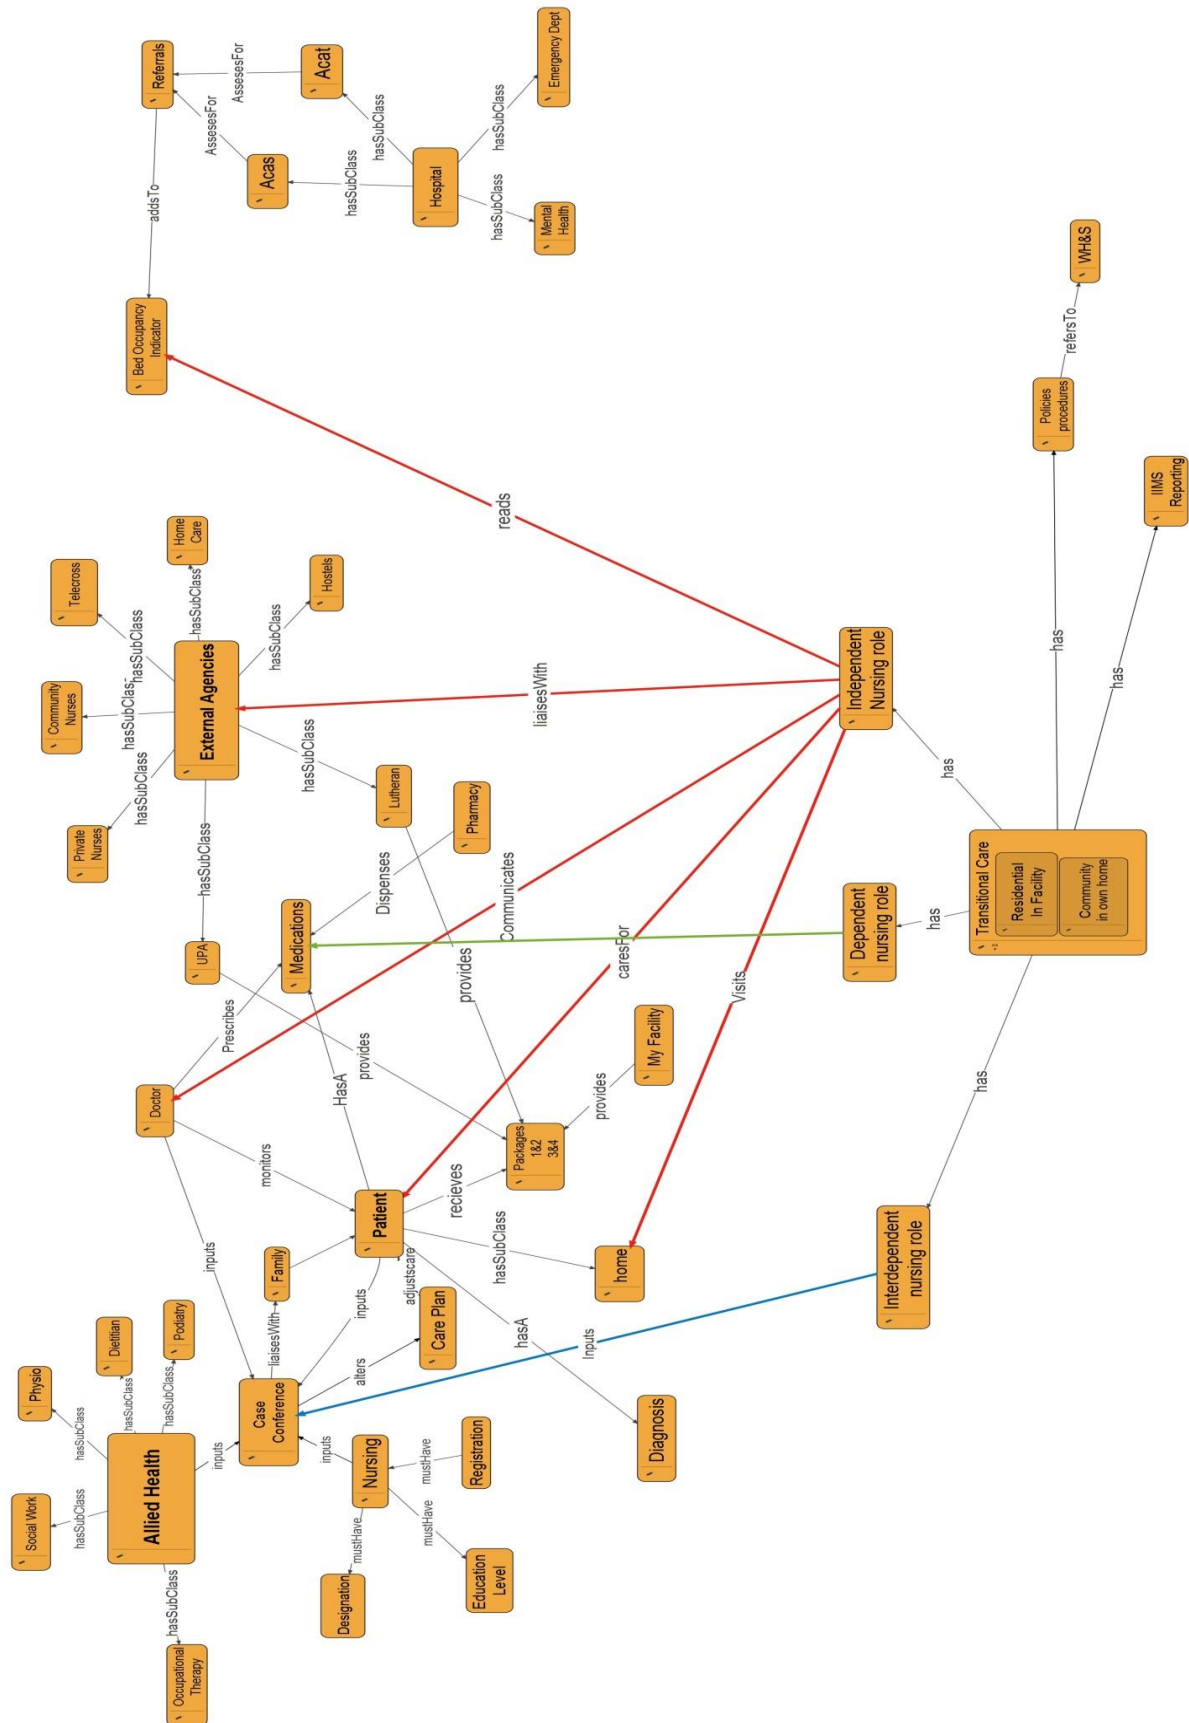 Occupational
Therapy
hasSubClass
Social Work
hasSubClass
Physio
hasSubClass
Allied Health
Dietitian
hasSubClass
Podiatry
hasSubClass
inputs
Designation
mustHave
Education
Level
mustHave
Nursing
inputs
Registration
mustHave
Case
Conference
liaisesWith
Family
alters
Care Plan
inputs
inputs
Diagnosis
hasA
adjustscare
Patient
monitors
Doctor
Prescribes
HasA
recieves
hasSubClass
home
Packages
1&2
3&4
provides
provides
provides
My Facility
Medications
Dispenses
Pharmacy
UPA
hasSubClass
Lutheran
hasSubClass
Private
Nurses
hasSubClass
Community
Nurses
hasSubClass
Telecross
hasSubClass
External Agencies
Home
Care
hasSubClass
Hostels
hasSubClass
Bed Occupancy
Indicator
addsTo
Referrals
AssesesFor
AssesesFor
Acas
Acat
hasSubClass
hasSubClass
Hospital
hasSubClass
hasSubClass
Mental
Health
Emergency Dept
reads
liaisesWith
Communicates
caresFor
Visits
Inputs
Interdependent
nursing role
Dependent
nursing role
Independent
Nursing role
has
has
has
Transitional Care
Residential
In Facility
Community
in own home
has
has
Policies
procedures
refersTo
WH&S
IIMS
Reporting